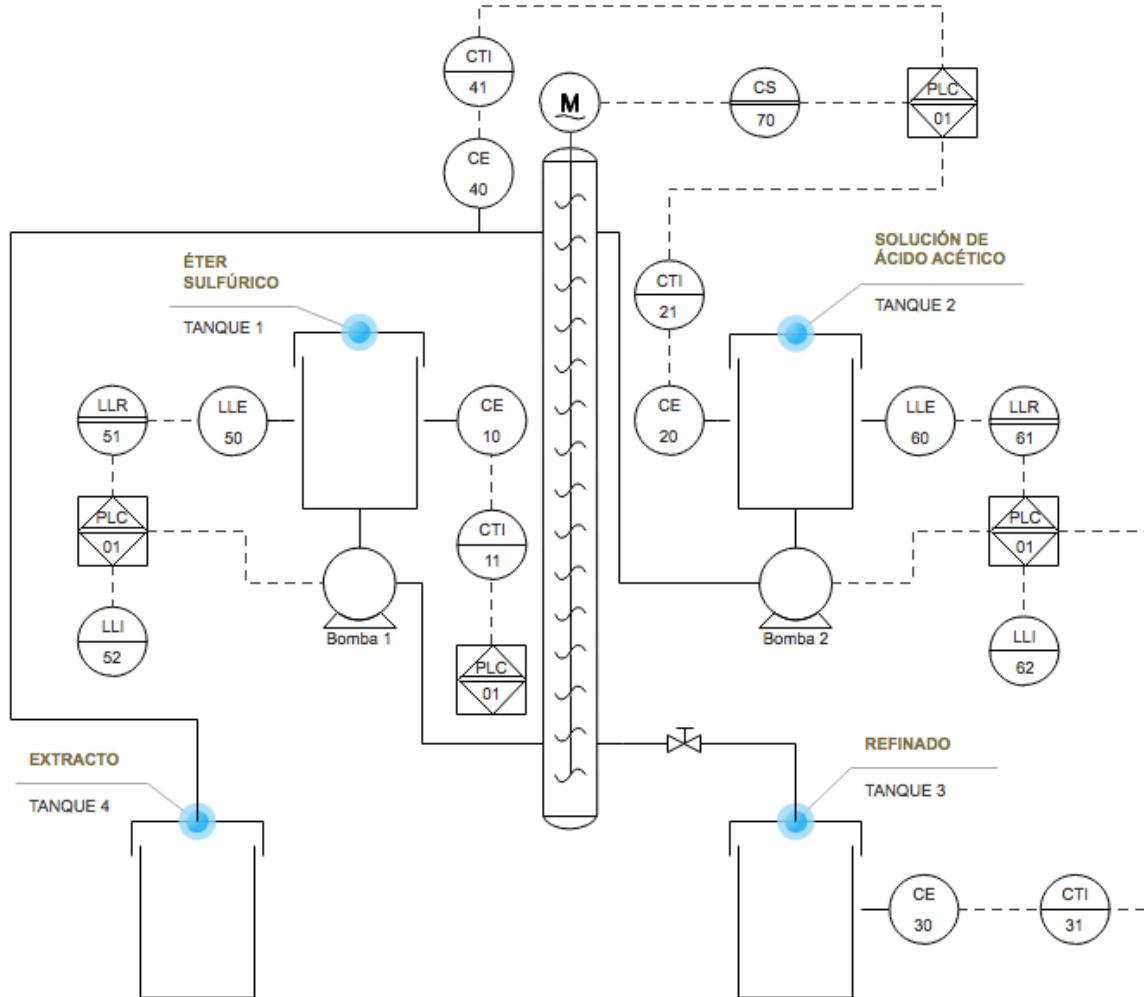 CTI
41
M
CS
70
PLC
01
CE
40
ÉTER
SULFÚRICO
TANQUE 1
CTI
21
SOLUCIÓN DE
ÁCIDO ACÉTICO
TANQUE 2
LLR
51
LLE
50
CE
10
CE
20
LLE
60
LLR
61
PLC
01
CTI
11
PLC
01
Bomba 1
Bomba 2
LLI
52
LLI
62
PLC
01
EXTRACTO
TANQUE 4
REFINADO
TANQUE 3
CE
30
CTI
31